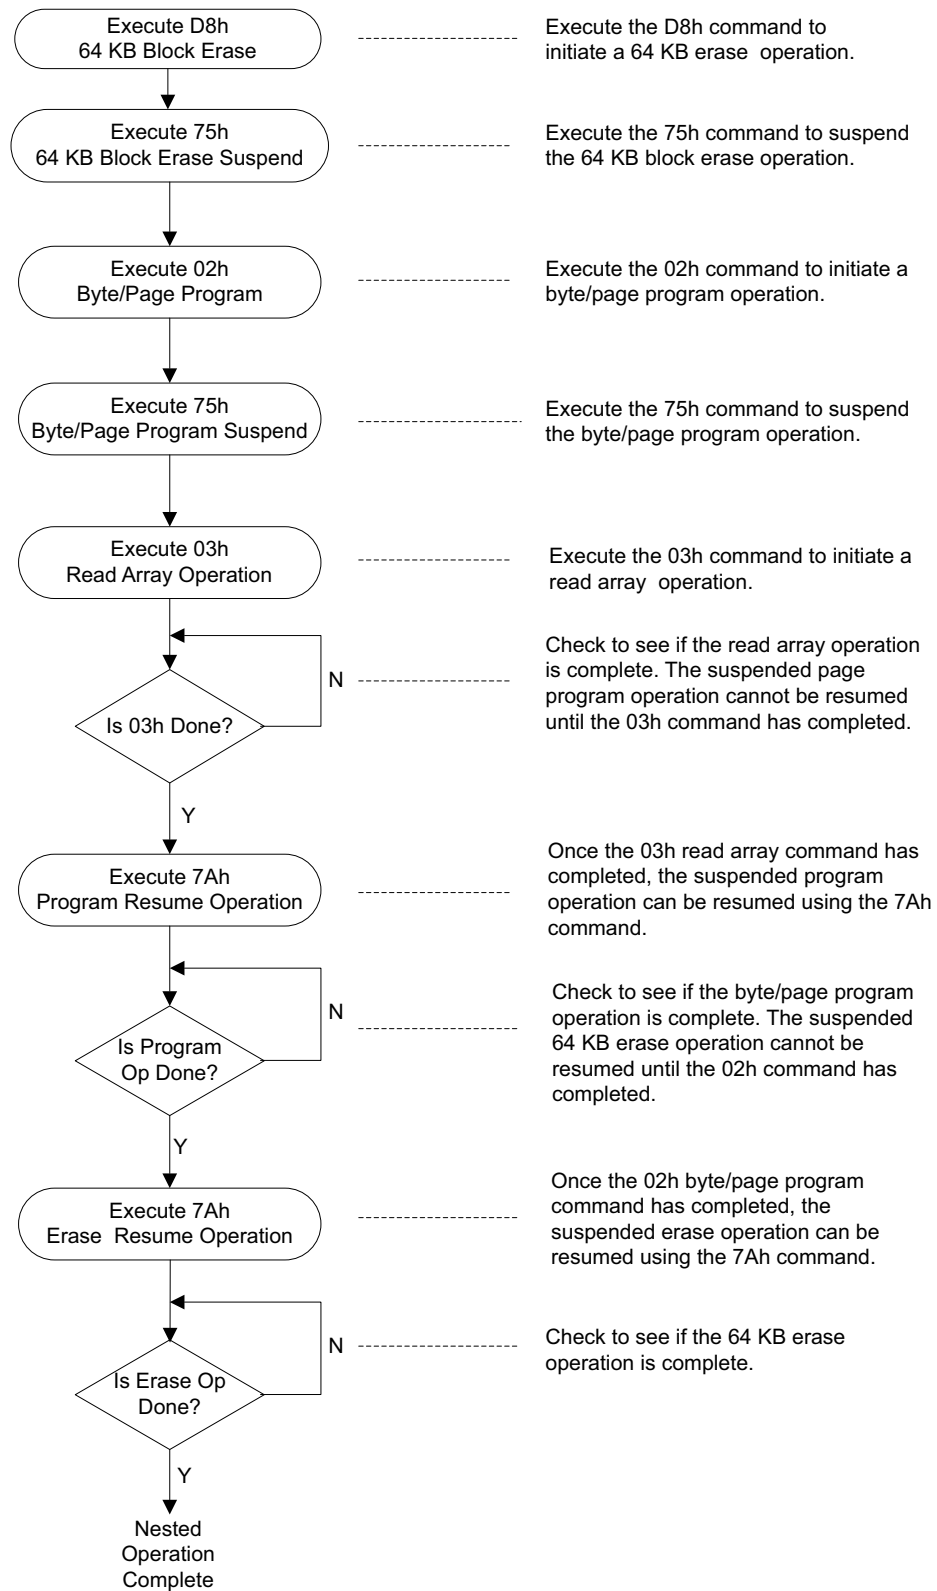 Execute D8h
64 KB Block Erase
Execute the D8h command to
initiate a 64 KB erase operation.
Execute 75h
64 KB Block Erase Suspend
Execute the 75h command to suspend
the 64 KB block erase operation.
Execute 02h
Byte/Page Program
Execute the 02h command to initiate a
byte/page program operation.
Execute 75h
Byte/Page Program Suspend
Execute the 75h command to suspend
the byte/page program operation.
Execute 03h
Read Array Operation
Execute the 03h command to initiate a
read array operation.
Is 03h Done?
N
Check to see if the read array operation
is complete. The suspended page
program operation cannot be resumed
until the 03h command has completed.
Y
Execute 7Ah
Program Resume Operation
Once the 03h read array command has
completed, the suspended program
operation can be resumed using the 7Ah
command.
Is Program
Op Done?
N
Check to see if the byte/page program
operation is complete. The suspended
64 KB erase operation cannot be
resumed until the 02h command has
completed.
Y
Execute 7Ah
Erase Resume Operation
Once the 02h byte/page program
command has completed, the
suspended erase operation can be
resumed using the 7Ah command.
Is Erase Op
Done?
N
Check to see if the 64 KB erase
operation is complete.
Y
Nested
Operation
Complete